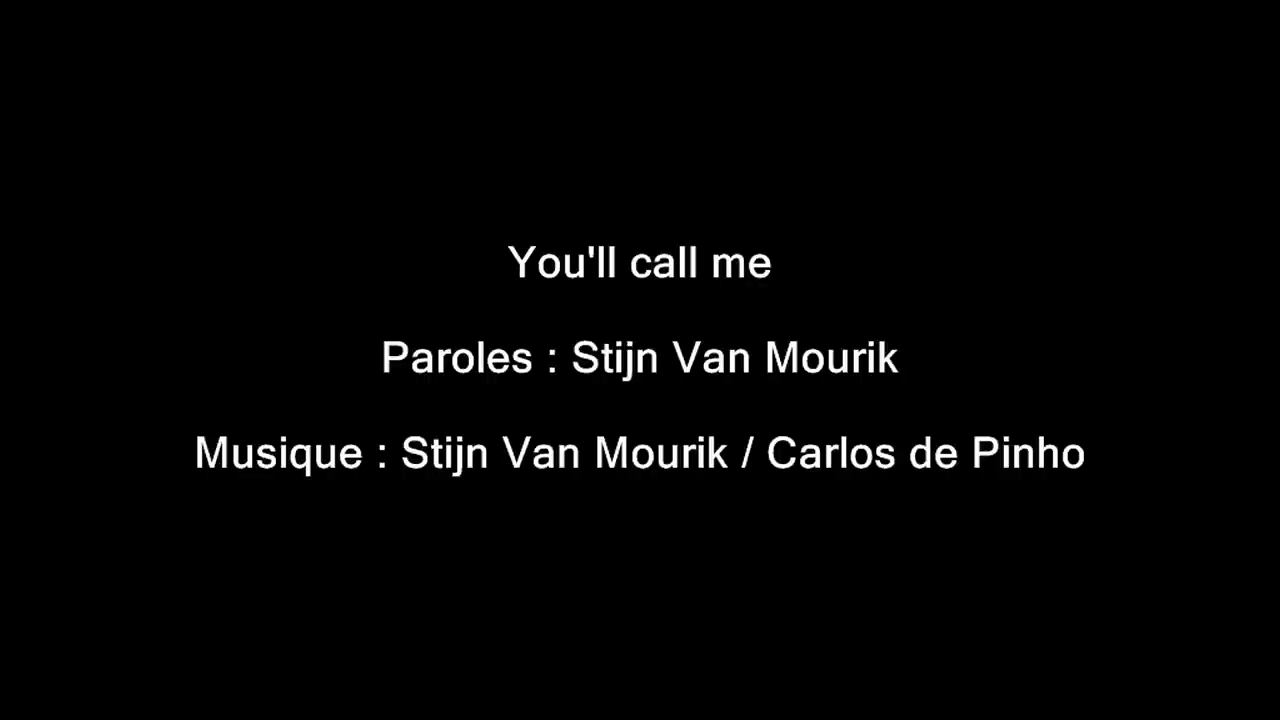 You'll call me
Paroles : Stijn Van Mourik
Musique : Stijn Van Mourik / Carlos de Pinho